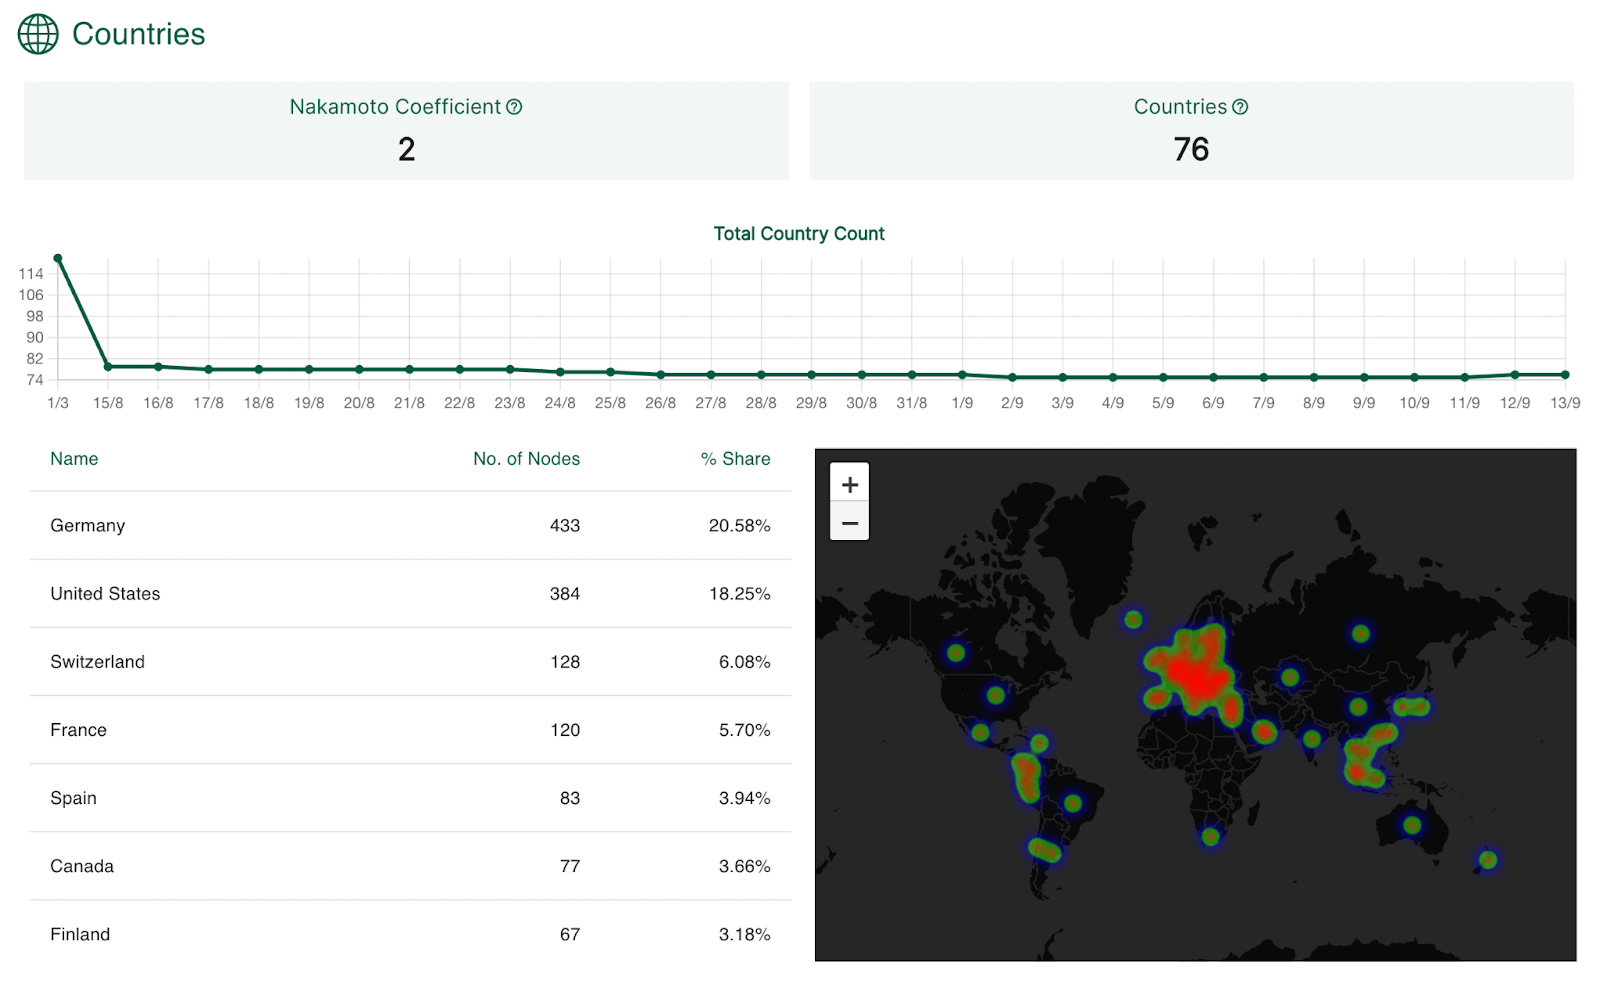 Countries
Nakamoto Coefficient
2
Countries
76
Total Country Count
114
106
98
90
82
74
1/3 15/8 16/8 17/8 18/8 19/8 20/8 21/8 22/8 23/8 24/8 25/8 26/8 27/8 28/8 29/8 30/8 31/8 1/9 2/9 3/9 4/9 5/9 6/9 7/9 8/9 9/9 10/9 11/9 12/9 13/9
Name No. of Nodes % Share
Germany 433 20.58%
United States 384 18.25%
Switzerland 128 6.08%
France 120 5.70%
Spain 83 3.94%
Canada 77 3.66%
Finland 67 3.18%
+
−